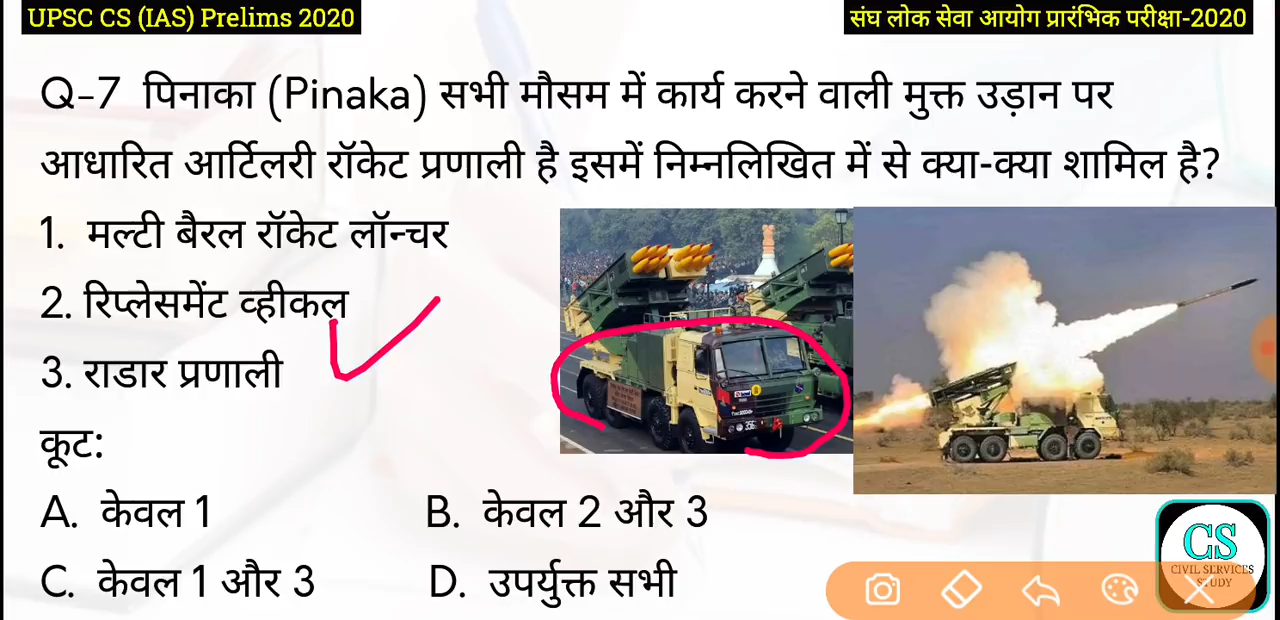 UPSC CS (IAS) Prelims 2020
संघ लोक सेवा आयोग प्रारंभिक परीक्षा-2020
Q-7 पिनाका (Pinaka) सभी मौसम में कार्य करने वाली मुक्त उड़ान पर
आधारित आर्टिलरी रॉकेट प्रणाली है इसमें निम्नलिखित में से क्या-क्या शामिल है?
1. मल्टी बैरल रॉकेट लॉन्चर
2. रिप्लेसमेंट व्हीकल
3. राडार प्रणाली
कूट:
A. केवल 1
B. केवल 2 और 3
C. केवल 1 और 3
D. उपर्युक्त सभी
CS
CIVIL SERVICES
STUDY